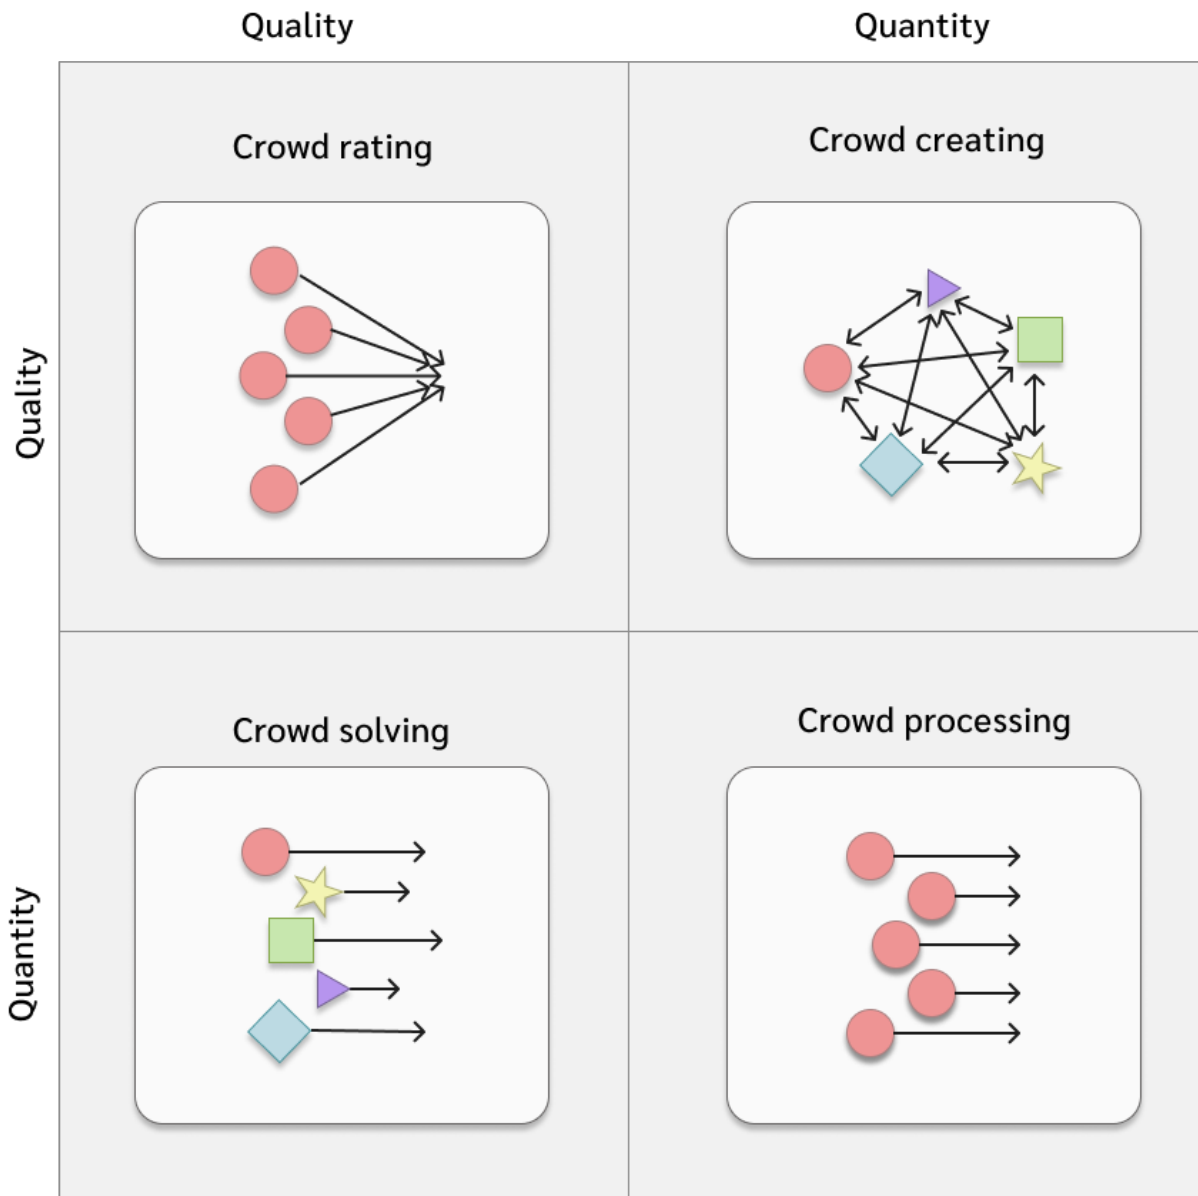 Quality
Quantity
Quality
Crowd rating
Crowd creating
Quantity
Crowd solving
Crowd processing